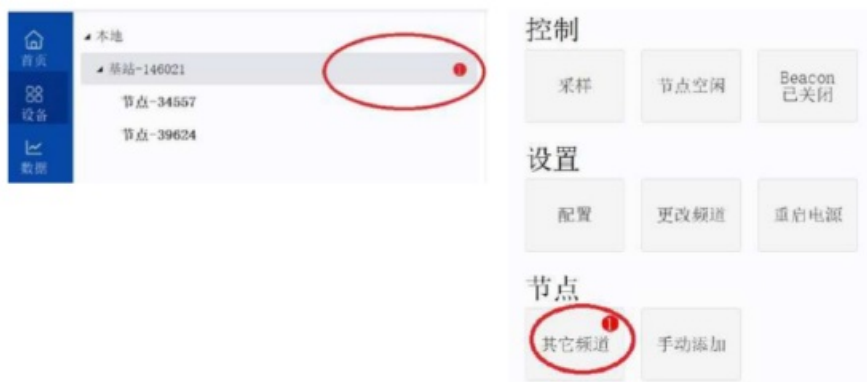 首页
设备
数据
本地
基站-146021
1
节点-34557
节点-39624
控制
采样
节点空闲
Beacon
已关闭
设置
配置
更改频道
重启电源
节点
1
其它频道
手动添加